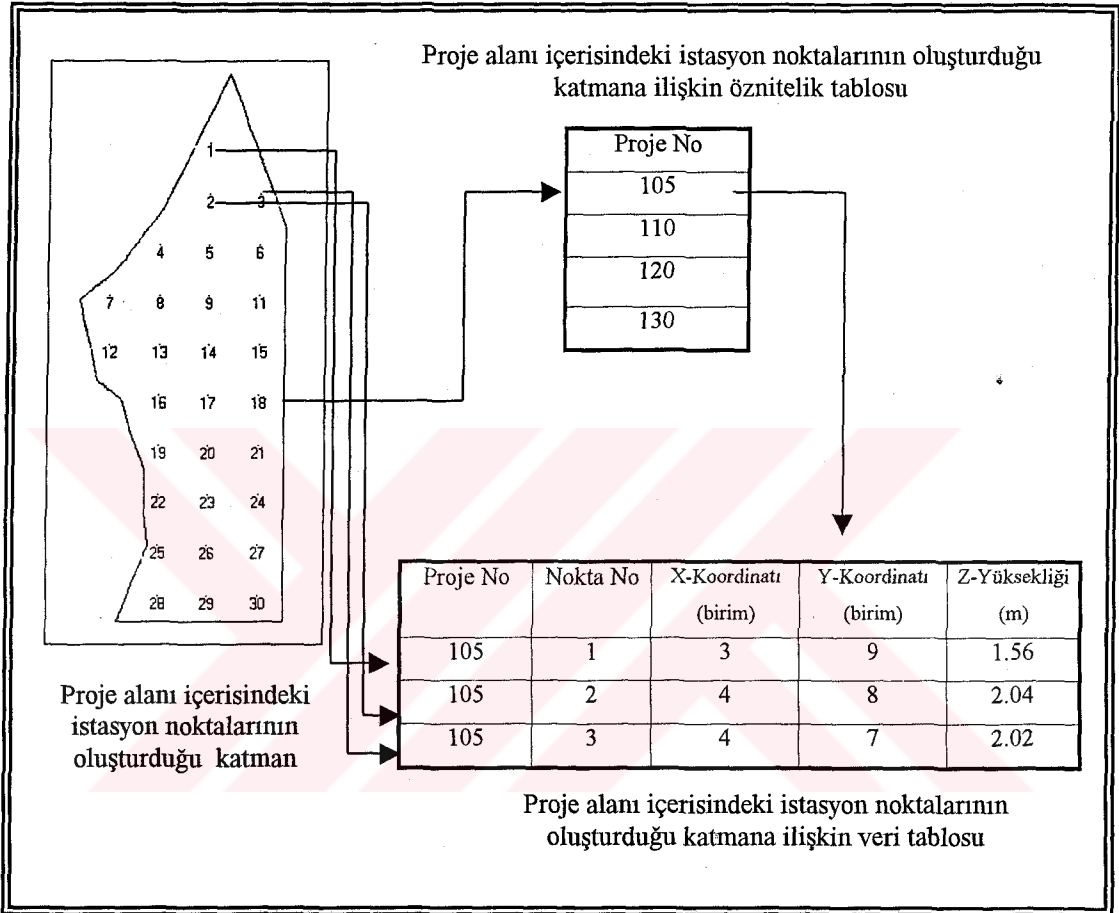 Proje alanı içerisindeki istasyon noktalarının oluşturduğu
katmana ilişkin öznitelik tablosu
Proje No
105
110
120
130
1
2 3
4 5 6
7 8 9 11
12 13 14 15
16 17 18
19 20 21
22 23 24
25 26 27
28 29 30
Proje alanı içerisindeki
istasyon noktalarının
oluşturduğu katman
Proje No Nokta No X-Koordinatı Y-Koordinatı Z-Yüksekliği
(birim) (birim) (m)
105 1 3 9 1.56
105 2 4 8 2.04
105 3 4 7 2.02
Proje alanı içerisindeki istasyon noktalarının
oluşturduğu katmana ilişkin veri tablosu